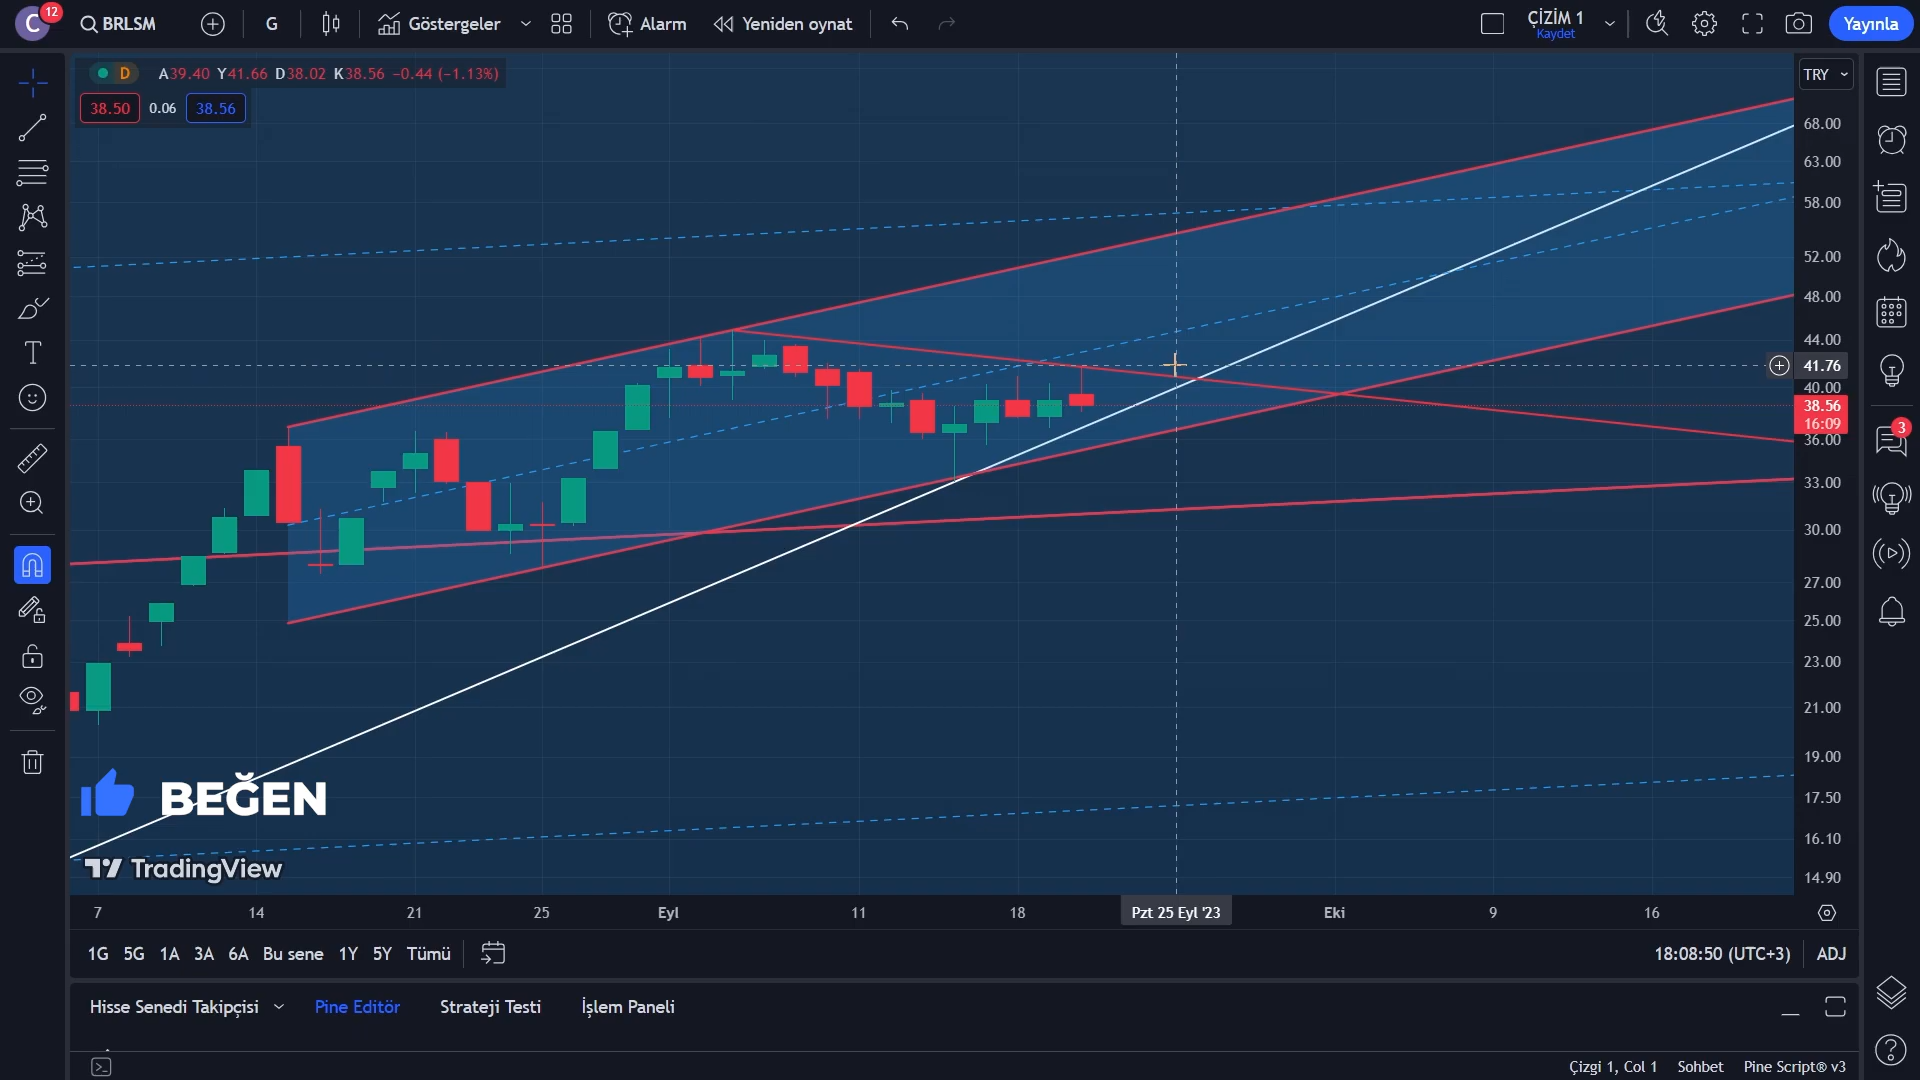 C 12 BRLSM G Göstergeler Alarm Yeniden oynat ÇİZİM 1 Kaydet Yayınla
D A39.40 Y41.66 D38.02 K38.56 −0.44 (−1.13%)
TRY
38.50 0.06 38.56
68.00
63.00
58.00
52.00
48.00
44.00
41.76
40.00
38.56
16:09
36.00
33.00
30.00
27.00
25.00
23.00
21.00
19.00
17.50
16.10
14.90
3
BEĞEN
TradingView
7 14 21 25 Eyl 11 18 Pzt 25 Eyl '23 Eki 9 16
1G 5G 1A 3A 6A Bu sene 1Y 5Y Tümü 18:08:50 (UTC+3) ADJ
Hisse Senedi Takipçisi Pine Editör Strateji Testi İşlem Paneli
Çizgi 1, Col 1 Sohbet Pine Script® v3